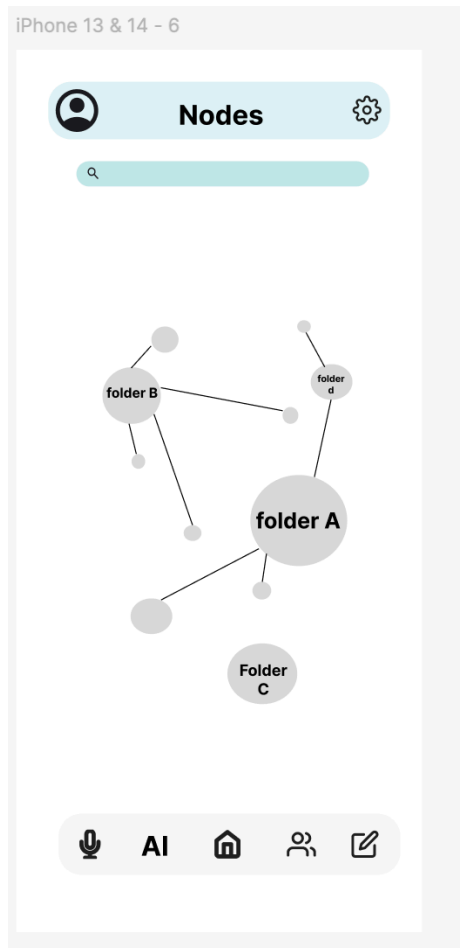 iPhone 13 & 14 - 6
Nodes
folder
d
folder B
folder A
Folder
C
AI